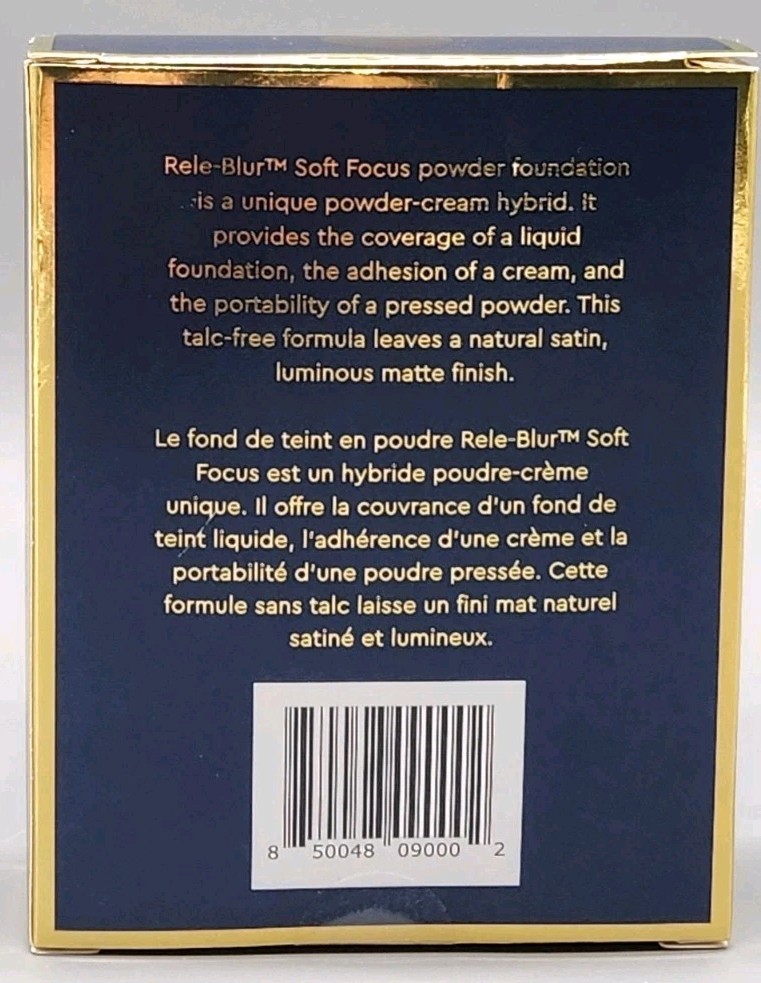 Rele-Blur™ Soft Focus powder foundation
is a unique powder-cream hybrid. It
provides the coverage of a liquid
foundation, the adhesion of a cream, and
the portability of a pressed powder. This
talc-free formula leaves a natural satin,
luminous matte finish.
Le fond de teint en poudre Rele-Blur™ Soft
Focus est un hybride poudre-crème
unique. Il offre la couvrance d'un fond de
teint liquide, l'adhérence d'une crème et la
portabilité d'une poudre pressée. Cette
formule sans talc laisse un fini mat naturel
satiné et lumineux.
8 50048 09000 2